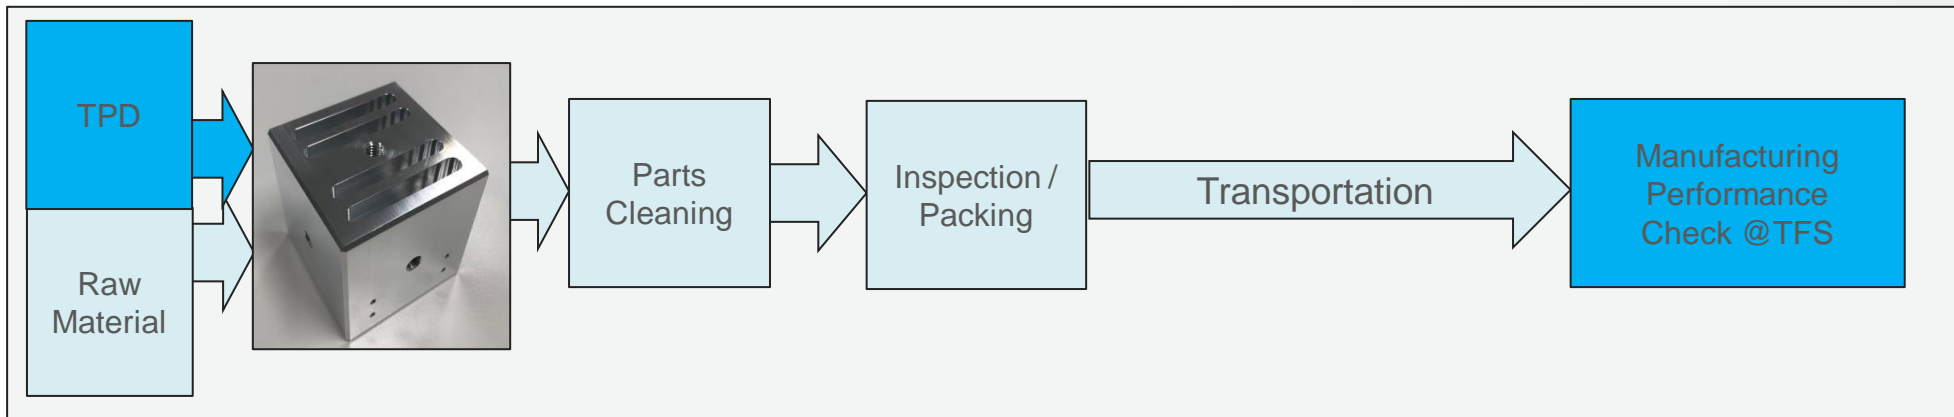 TPD
Raw
Material
Parts
Cleaning
Inspection /
Packing
Transportation
Manufacturing
Performance
Check @TFS